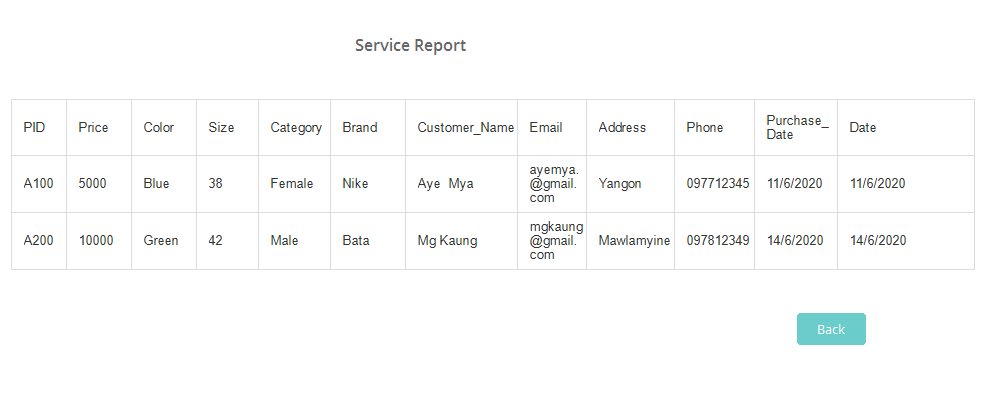 Service Report
PID Price Color Size Category Brand Customer_Name Email Address Phone Purchase_ Date Date
A100 5000 Blue 38 Female Nike Aye Mya ayemya. @gmail. com Yangon 097712345 11/6/2020 11/6/2020
A200 10000 Green 42 Male Bata Mg Kaung mgkaung @gmail. com Mawlamyine 097812349 14/6/2020 14/6/2020
Back